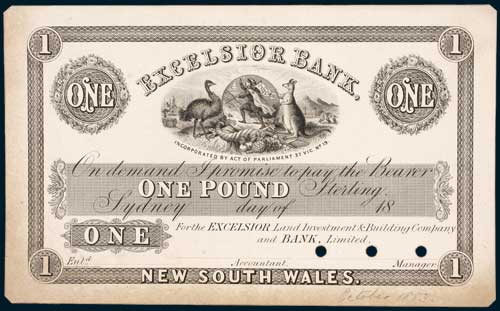 1 1
EXCELSIOR BANK,
ONE ONE
INCORPORATED BY ACT OF PARLIAMENT 37 VIC. Nº 19.
On demand I promise to pay the Bearer
ONE POUND Sterling.
Sydney day of 18
ONE For the EXCELSIOR Land Investment & Building Company
and BANK, Limited.
Entd. Accountant. Manager.
1 NEW SOUTH WALES. 1
October